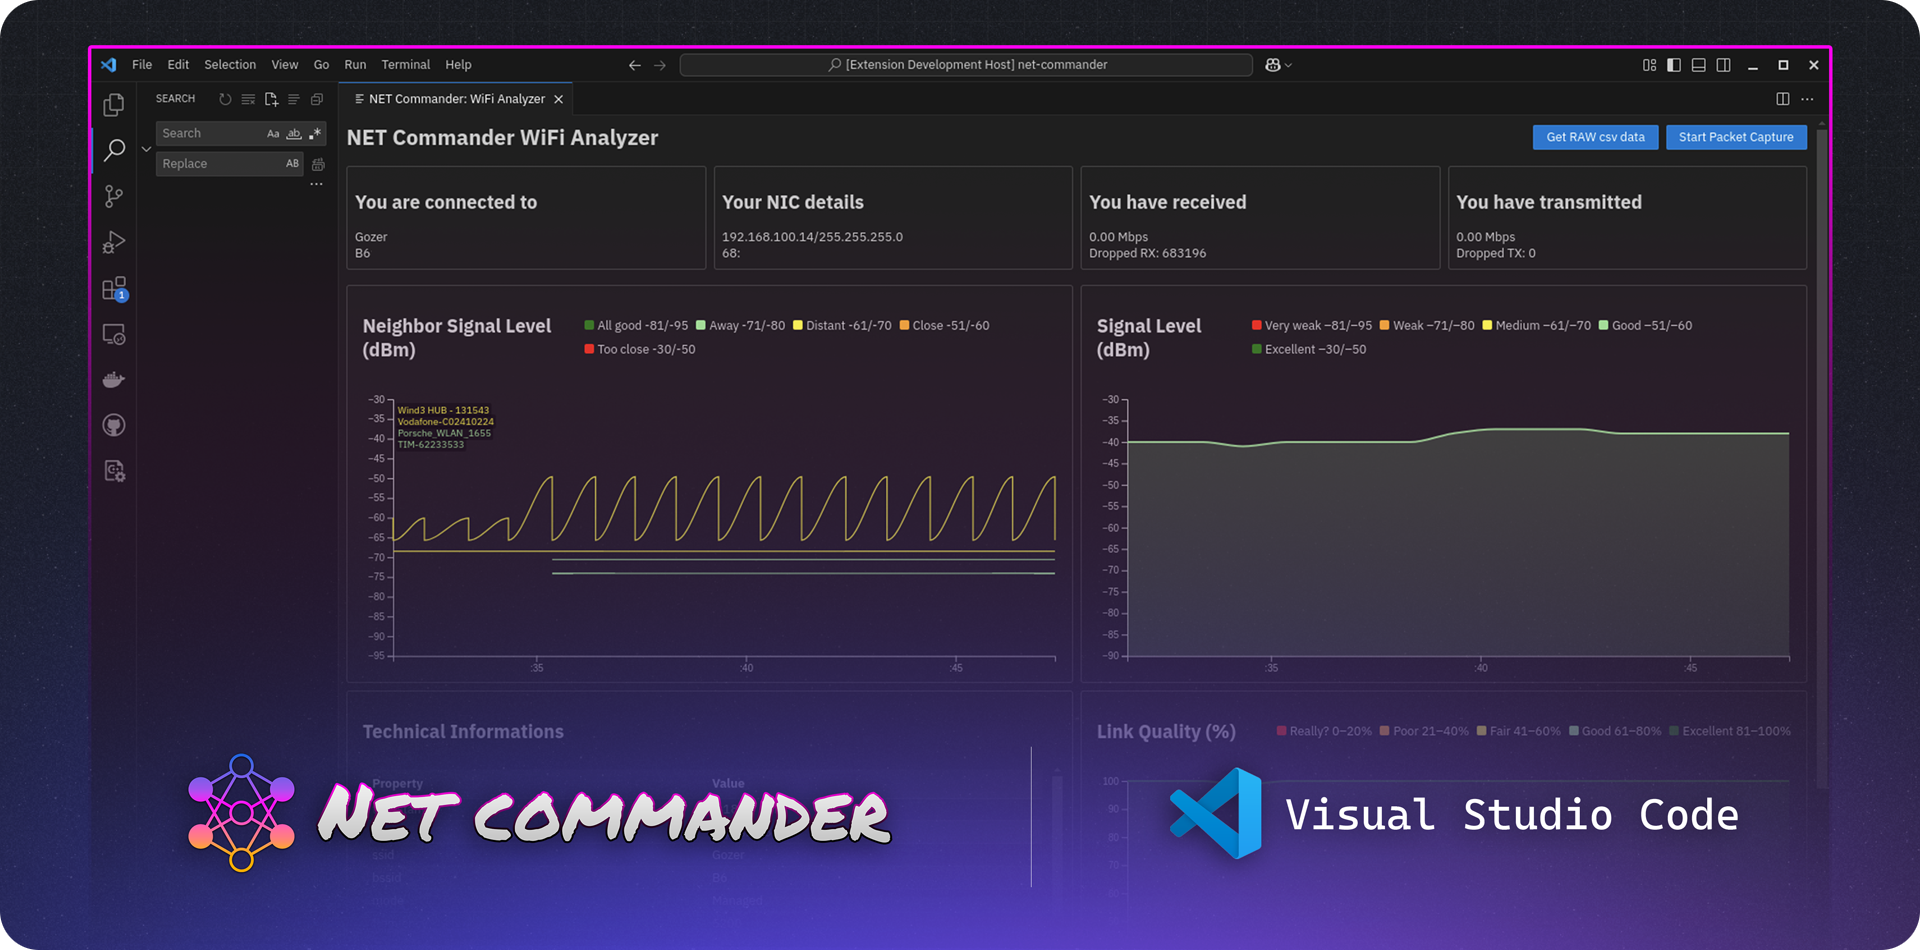 File Edit Selection View Go Run Terminal Help
[Extension Development Host] net-commander
SEARCH
NET Commander: WiFi Analyzer
1
Search
Aa ab
Replace
AB
NET Commander WiFi Analyzer
Get RAW csv data
Start Packet Capture
You are connected to
Gozer
B6
Your NIC details
192.168.100.14/255.255.255.0
68:
You have received
0.00 Mbps
Dropped RX: 683196
You have transmitted
0.00 Mbps
Dropped TX: 0
Neighbor Signal Level
(dBm)
All good -81/-95 Away -71/-80 Distant -61/-70 Close -51/-60
Too close -30/-50
Wind3 HUB - 131543
Vodafone-C02410224
Porsche_WLAN_1655
TIM-62233533
−30
−35
−40
−45
−50
−55
−60
−65
−70
−75
−80
−85
−90
−95
:35 :40 :45
Signal Level
(dBm)
Very weak −81/−95 Weak −71/−80 Medium −61/−70 Good −51/−60
Excellent −30/−50
−30
−35
−40
−45
−50
−55
−60
−65
−70
−75
−80
−85
−90
:35 :40 :45
Technical Informations
Property Value
ssid Gozer
bssid B6
mode Managed
Link Quality (%)
Really? 0–20% Poor 21–40% Fair 41–60% Good 61–80% Excellent 81–100%
100
90
80
70
60
NET COMMANDER
Visual Studio Code